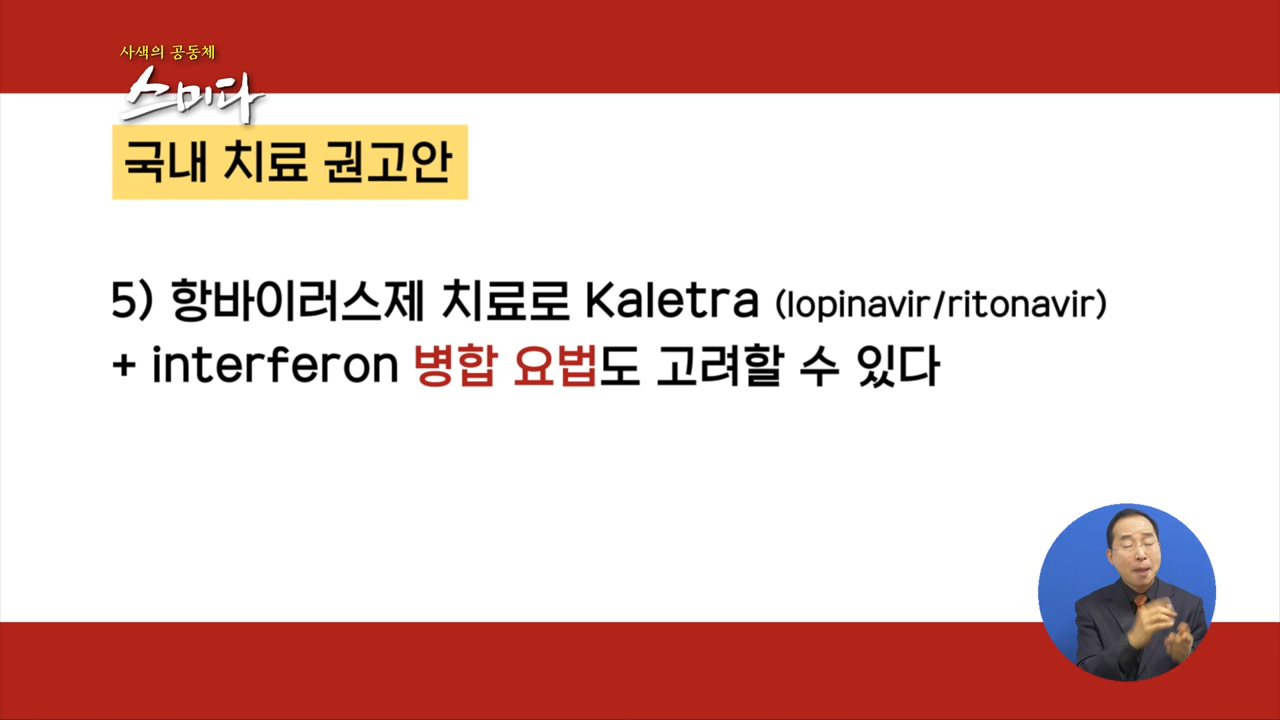 사색의 공동체
스미다
국내 치료 권고안
5) 항바이러스제 치료로 Kaletra (lopinavir/ritonavir)
+ interferon 병합 요법도 고려할 수 있다